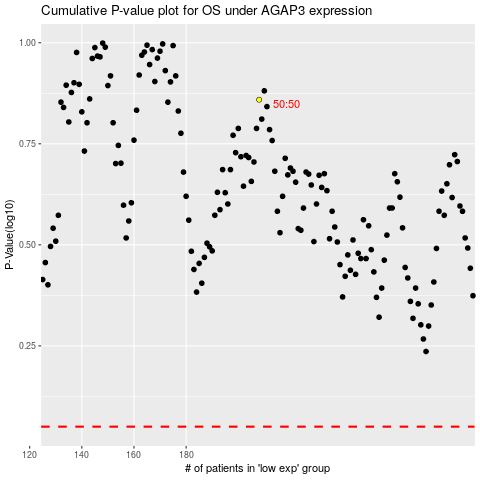 Cumulative P-value plot for OS under AGAP3 expression
1.00
50:50
0.75
P-Value(log10)
0.50
0.25
120 140 160 180
# of patients in 'low exp' group